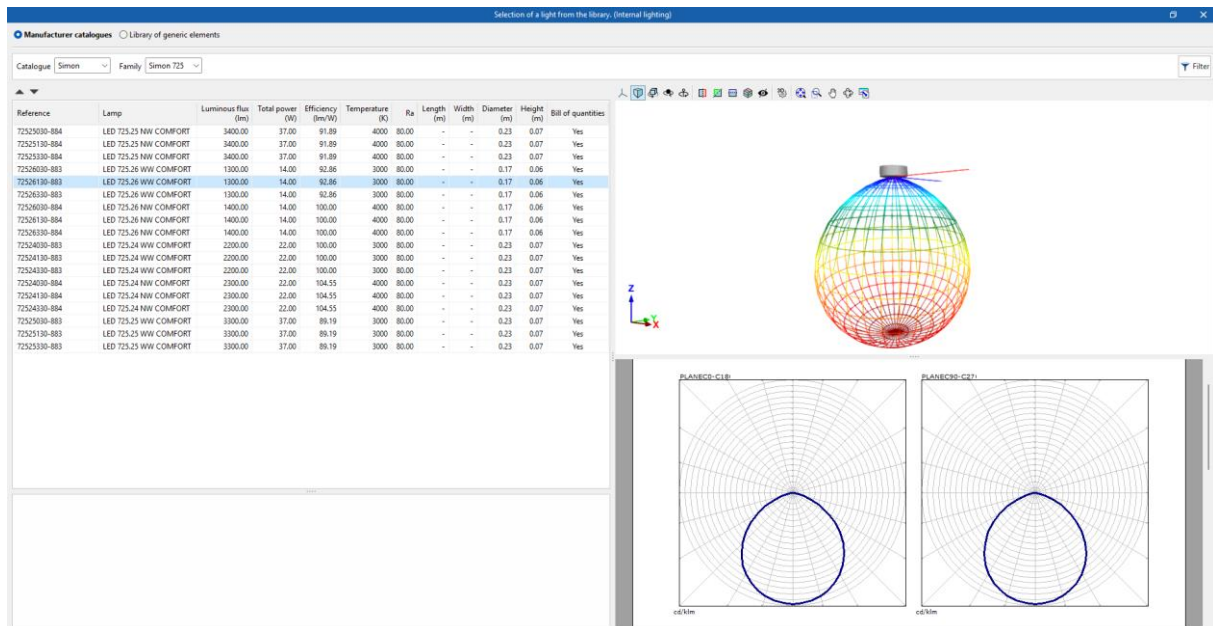 Selection of a light from the library. (Internal lighting)
Manufacturer catalogues Library of generic elements
Catalogue Simon Family Simon 725 Filter
Reference Lamp Luminous flux (lm) Total power (W) Efficiency (lm/W) Temperature (K) Ra Length (m) Width (m) Diameter (m) Height (m) Bill of quantities
72525030-884 LED 725.25 NW COMFORT 3400.00 37.00 91.89 4000 80.00 - - 0.23 0.07 Yes
72525130-884 LED 725.25 NW COMFORT 3400.00 37.00 91.89 4000 80.00 - - 0.23 0.07 Yes
72525330-884 LED 725.25 NW COMFORT 3400.00 37.00 91.89 4000 80.00 - - 0.23 0.07 Yes
72526030-883 LED 725.26 WW COMFORT 1300.00 14.00 92.86 3000 80.00 - - 0.17 0.06 Yes
72526130-883 LED 725.26 WW COMFORT 1300.00 14.00 92.86 3000 80.00 - - 0.17 0.06 Yes
72526330-883 LED 725.26 WW COMFORT 1300.00 14.00 92.86 3000 80.00 - - 0.17 0.06 Yes
72526030-884 LED 725.26 NW COMFORT 1400.00 14.00 100.00 4000 80.00 - - 0.17 0.06 Yes
72526130-884 LED 725.26 NW COMFORT 1400.00 14.00 100.00 4000 80.00 - - 0.17 0.06 Yes
72526330-884 LED 725.26 NW COMFORT 1400.00 14.00 100.00 4000 80.00 - - 0.17 0.06 Yes
72524030-883 LED 725.24 WW COMFORT 2200.00 22.00 100.00 3000 80.00 - - 0.23 0.07 Yes
72524130-883 LED 725.24 WW COMFORT 2200.00 22.00 100.00 3000 80.00 - - 0.23 0.07 Yes
72524330-883 LED 725.24 WW COMFORT 2200.00 22.00 100.00 3000 80.00 - - 0.23 0.07 Yes
72524030-884 LED 725.24 NW COMFORT 2300.00 22.00 104.55 4000 80.00 - - 0.23 0.07 Yes
72524130-884 LED 725.24 NW COMFORT 2300.00 22.00 104.55 4000 80.00 - - 0.23 0.07 Yes
72524330-884 LED 725.24 NW COMFORT 2300.00 22.00 104.55 4000 80.00 - - 0.23 0.07 Yes
72525030-883 LED 725.25 WW COMFORT 3300.00 37.00 89.19 3000 80.00 - - 0.23 0.07 Yes
72525130-883 LED 725.25 WW COMFORT 3300.00 37.00 89.19 3000 80.00 - - 0.23 0.07 Yes
72525330-883 LED 725.25 WW COMFORT 3300.00 37.00 89.19 3000 80.00 - - 0.23 0.07 Yes
Z
Y
X
PLANEC0-C18 PLANEC90-C27
cd/klm cd/klm